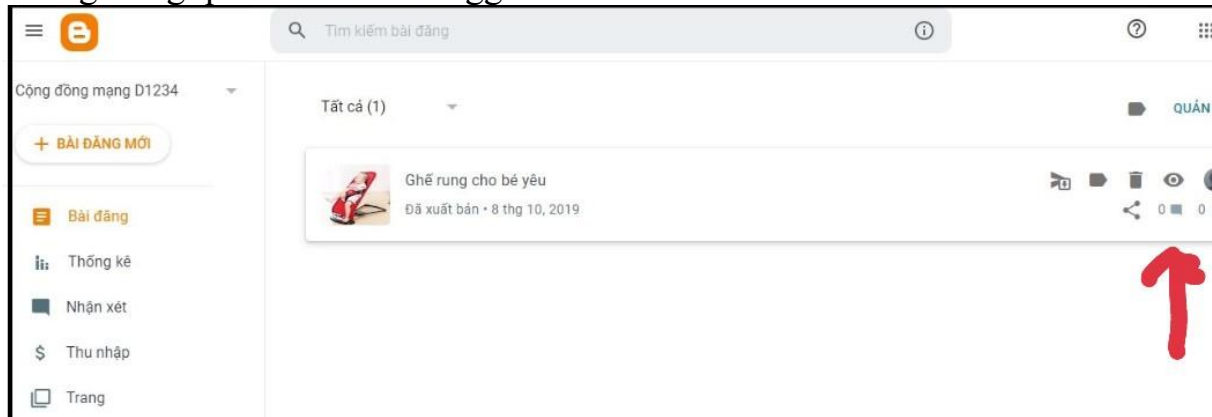 Tìm kiếm bài đăng
Cộng đồng mạng D1234
Tất cả (1)
QUẢN
+ BÀI ĐĂNG MỚI
Ghế rung cho bé yêu
Đã xuất bản • 8 thg 10, 2019
0 0
Bài đăng
Thống kê
Nhận xét
$ Thu nhập
Trang